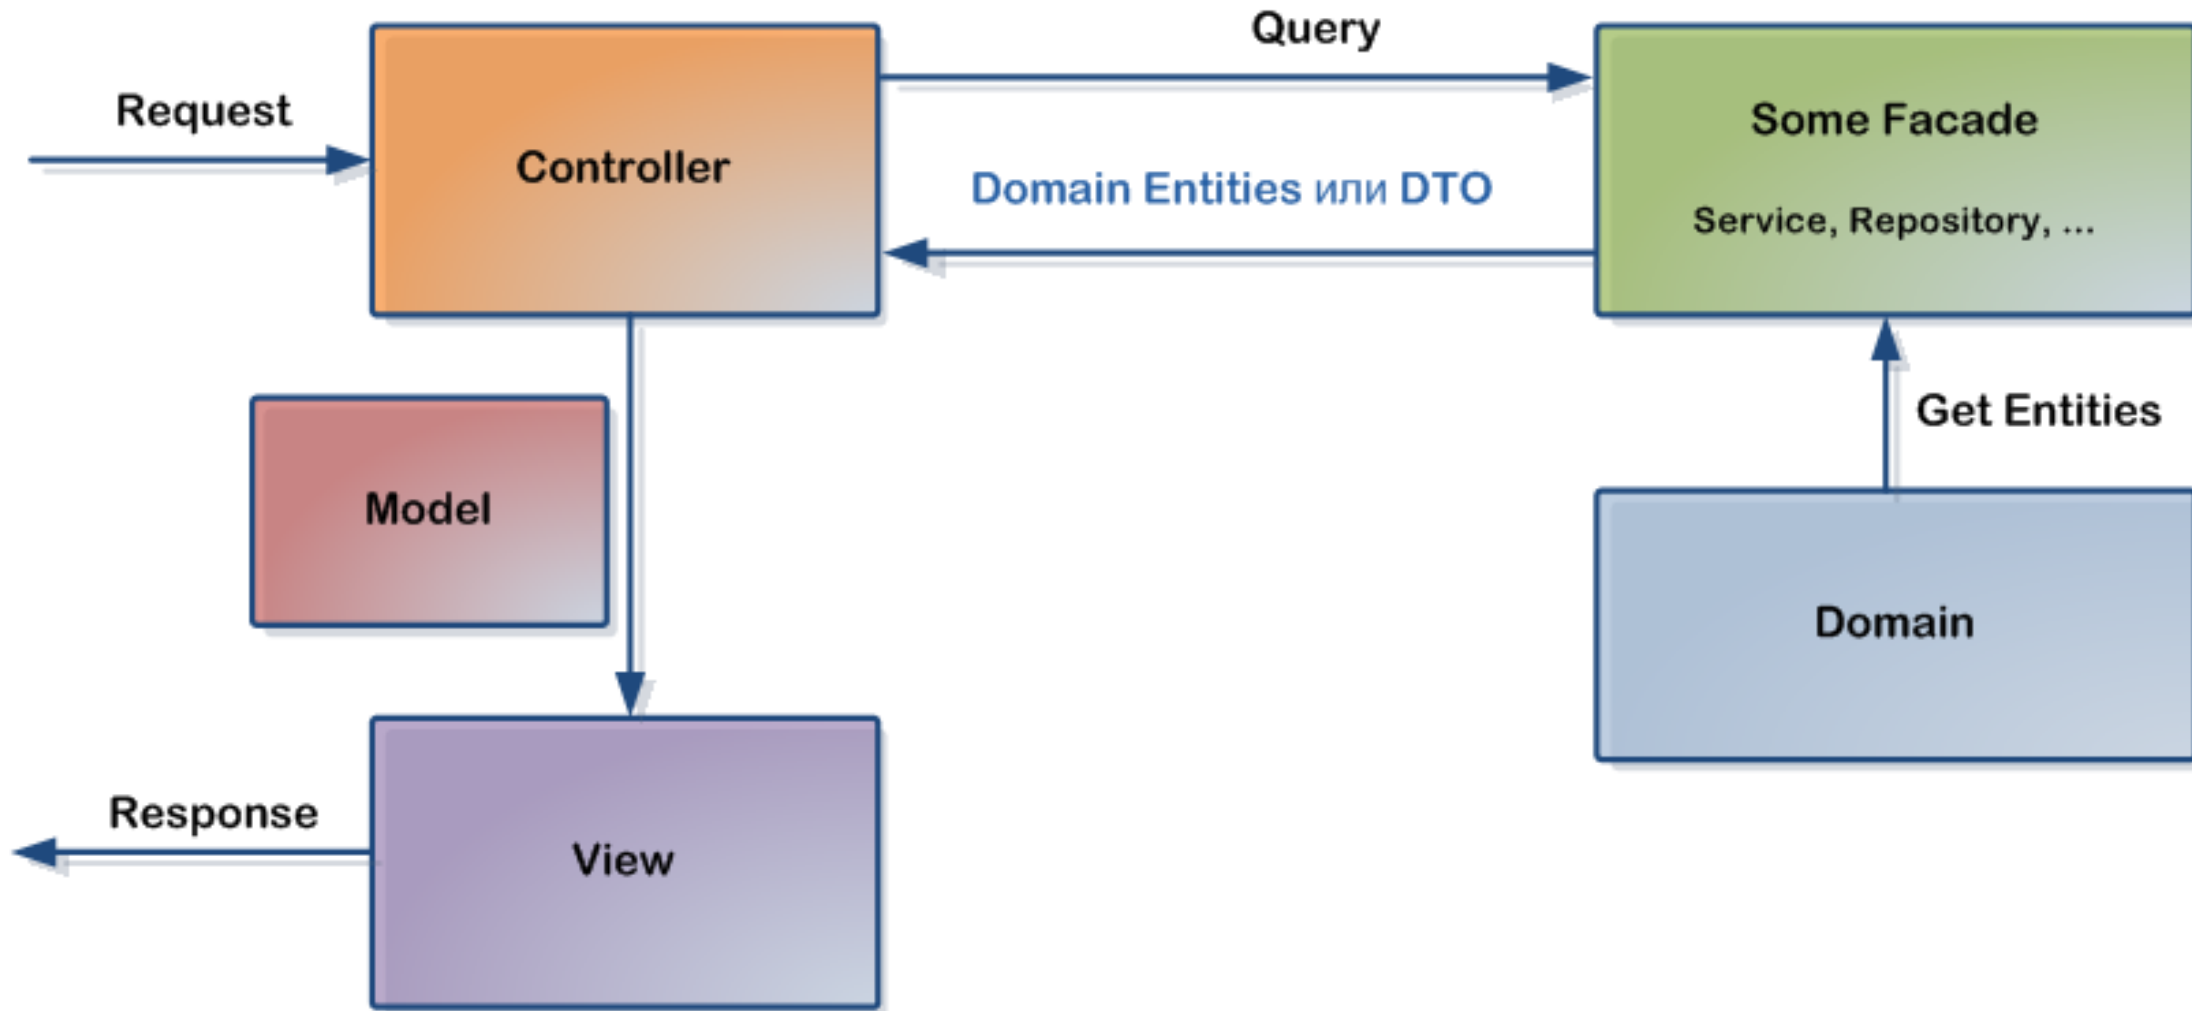 Query
Request
Controller
Some Facade
Domain Entities или DTO
Service, Repository, ...
Get Entities
Model
Domain
Response
View